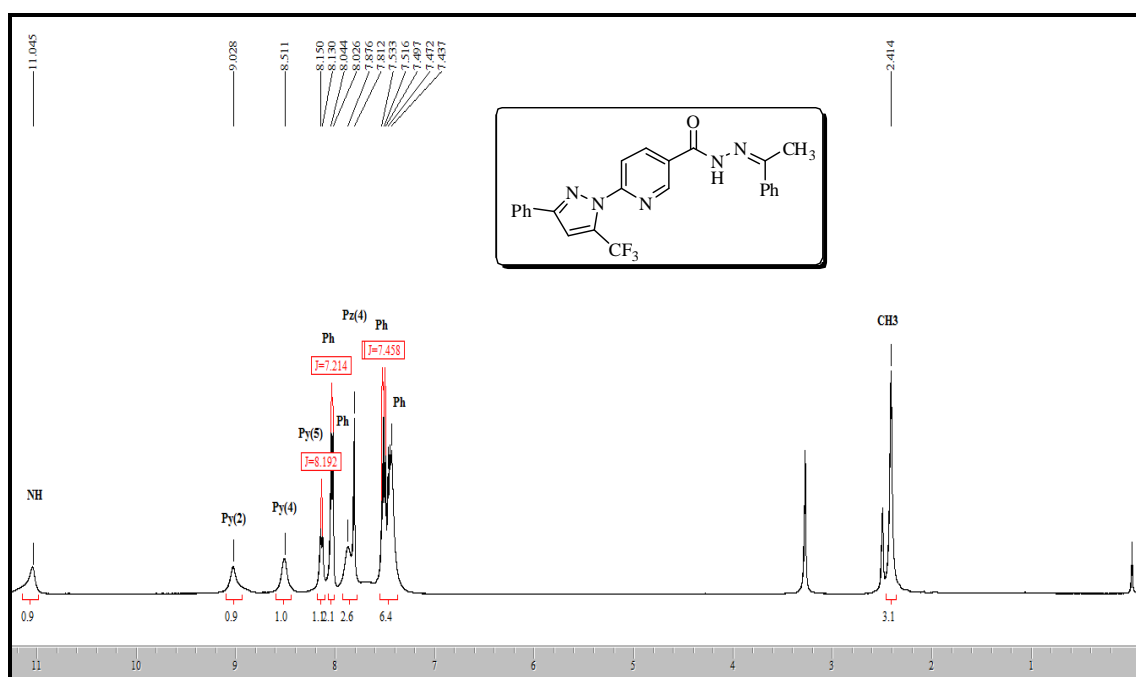 11.045
9.028
8.511
8.150
8.130
8.044
8.026
7.876
7.812
7.533
7.516
7.497
7.472
7.437
2.414
O
N
CH3
N
H
Ph
N
N
N
Ph
CF3
Pz(4)
Ph
Ph
CH3
J=7.458
J=7.214
Ph
Ph
Py(5)
J=8.192
NH
Py(2)
Py(4)
0.9
0.9
1.0
1.1
2.1
2.6
6.4
3.1
11 10 9 8 7 6 5 4 3 2 1